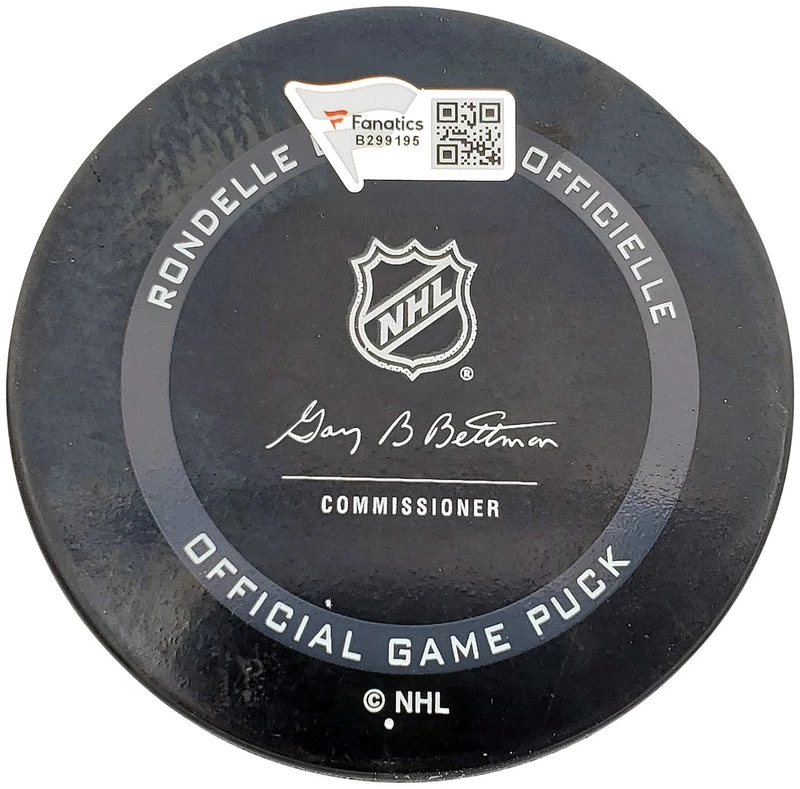 Fanatics
B299195
RONDELLE OFFICIELLE
NHL
®
Gary B Bettman
COMMISSIONER
OFFICIAL GAME PUCK
© NHL